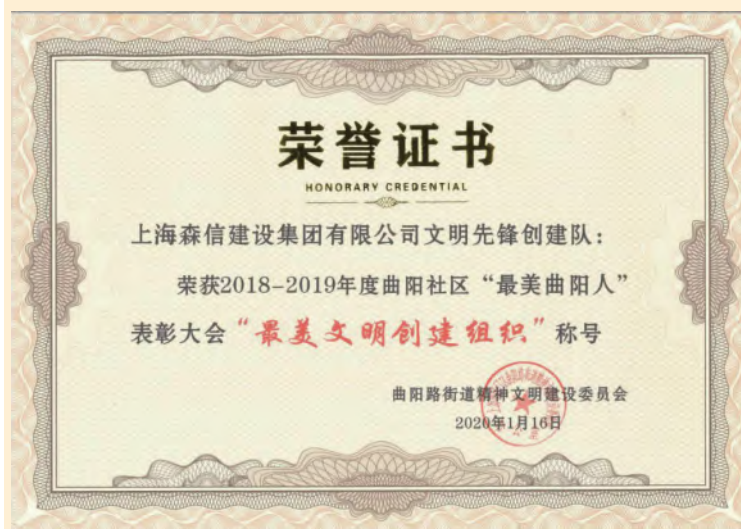 荣誉证书
HONORARY CREDENTIAL
上海森信建设集团有限公司文明先锋创建队：
荣获2018-2019年度曲阳社区“最美曲阳人”
表彰大会“最美文明创建组织”称号
曲阳路街道精神文明建设委员会
2020年1月16日